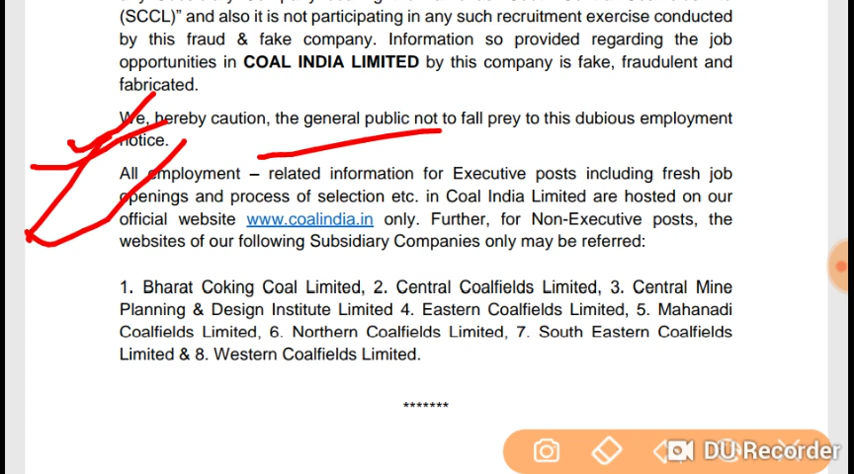 (SCCL)” and also it is not participating in any such recruitment exercise conducted
by this fraud & fake company. Information so provided regarding the job
opportunities in COAL INDIA LIMITED by this company is fake, fraudulent and
fabricated.
We, hereby caution, the general public not to fall prey to this dubious employment
notice.
All employment – related information for Executive posts including fresh job
openings and process of selection etc. in Coal India Limited are hosted on our
official website www.coalindia.in only. Further, for Non-Executive posts, the
websites of our following Subsidiary Companies only may be referred:
1. Bharat Coking Coal Limited, 2. Central Coalfields Limited, 3. Central Mine
Planning & Design Institute Limited 4. Eastern Coalfields Limited, 5. Mahanadi
Coalfields Limited, 6. Northern Coalfields Limited, 7. South Eastern Coalfields
Limited & 8. Western Coalfields Limited.
*******
DU Recorder